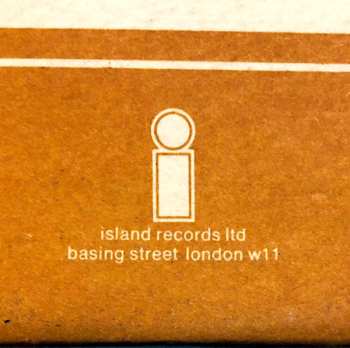 i
island records ltd
basing street london w11